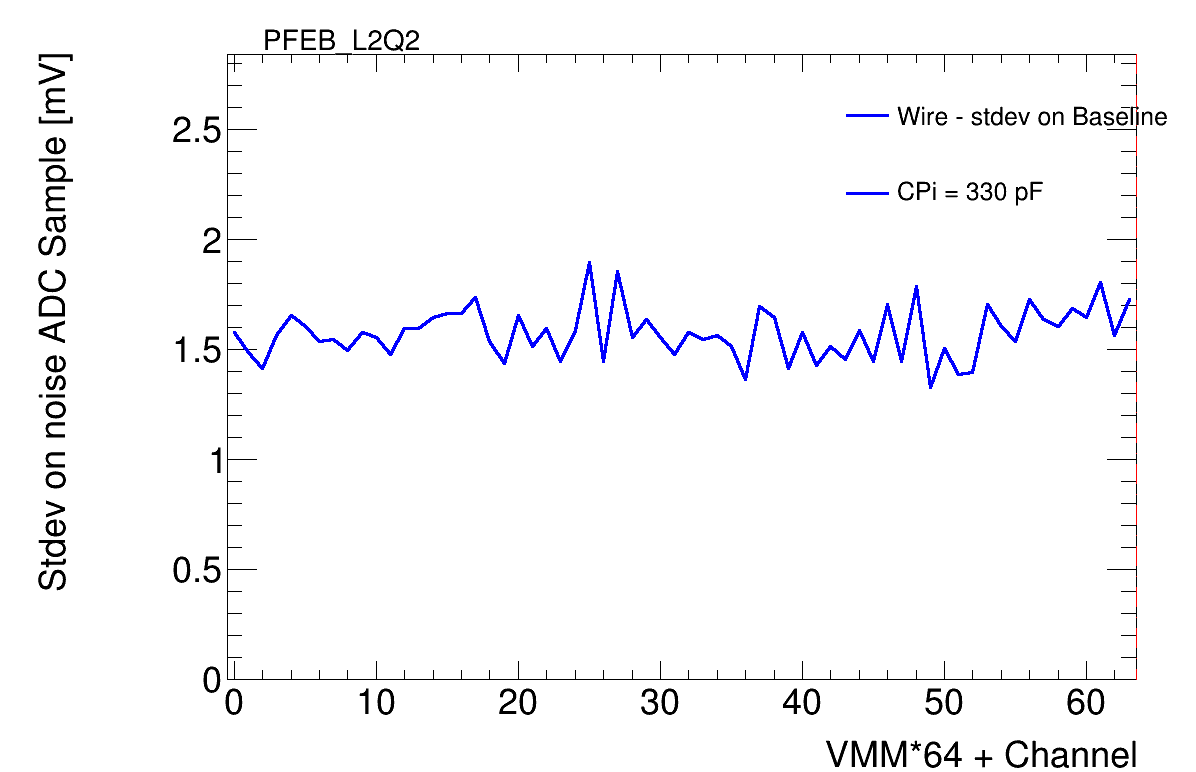 PFEB_L2Q2
Stdev on noise ADC Sample [mV]
Wire - stdev on Baseline
CPi = 330 pF
2.5
2
1.5
1
0.5
0
0 10 20 30 40 50 60
VMM*64 + Channel